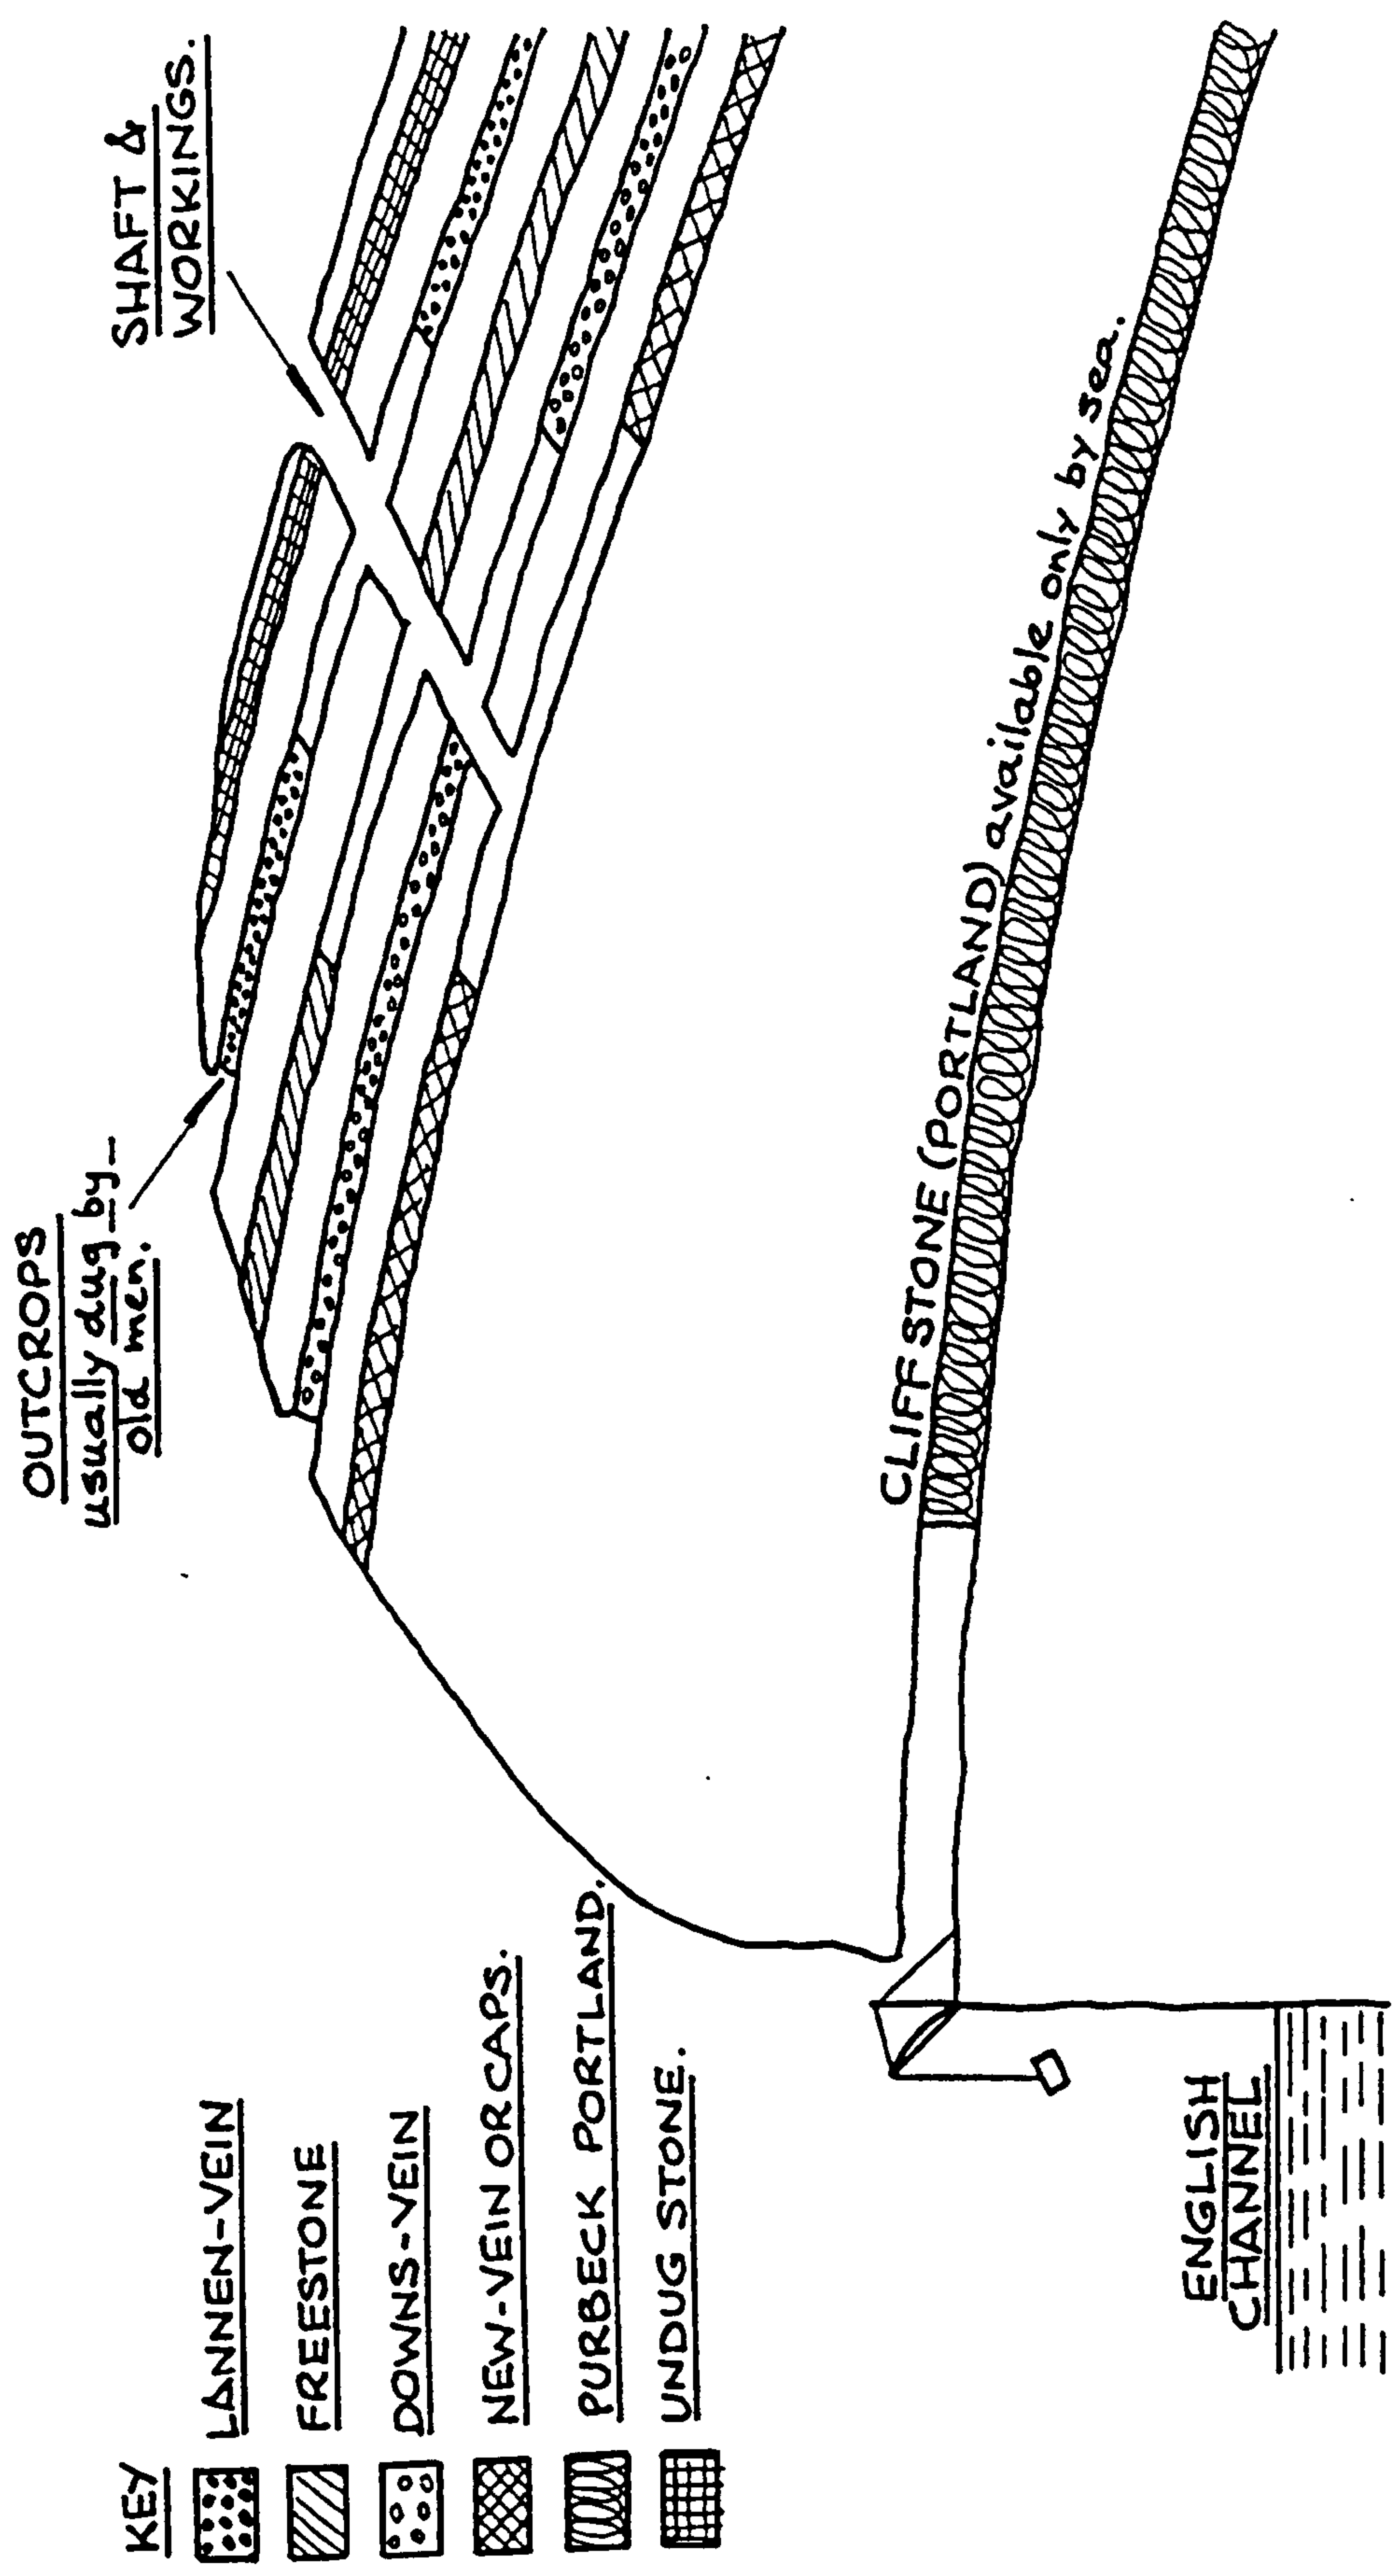 OUTCROPS
usually dug by
old men.
SHAFT &
WORKINGS.
CLIFF STONE (PORTLAND) available only by sea.
KEY
LANNEN-VEIN
FREESTONE
DOWNS-VEIN
NEW-VEIN OR CAPS.
PURBECK PORTLAND.
UNDUG STONE.
ENGLISH
CHANNEL